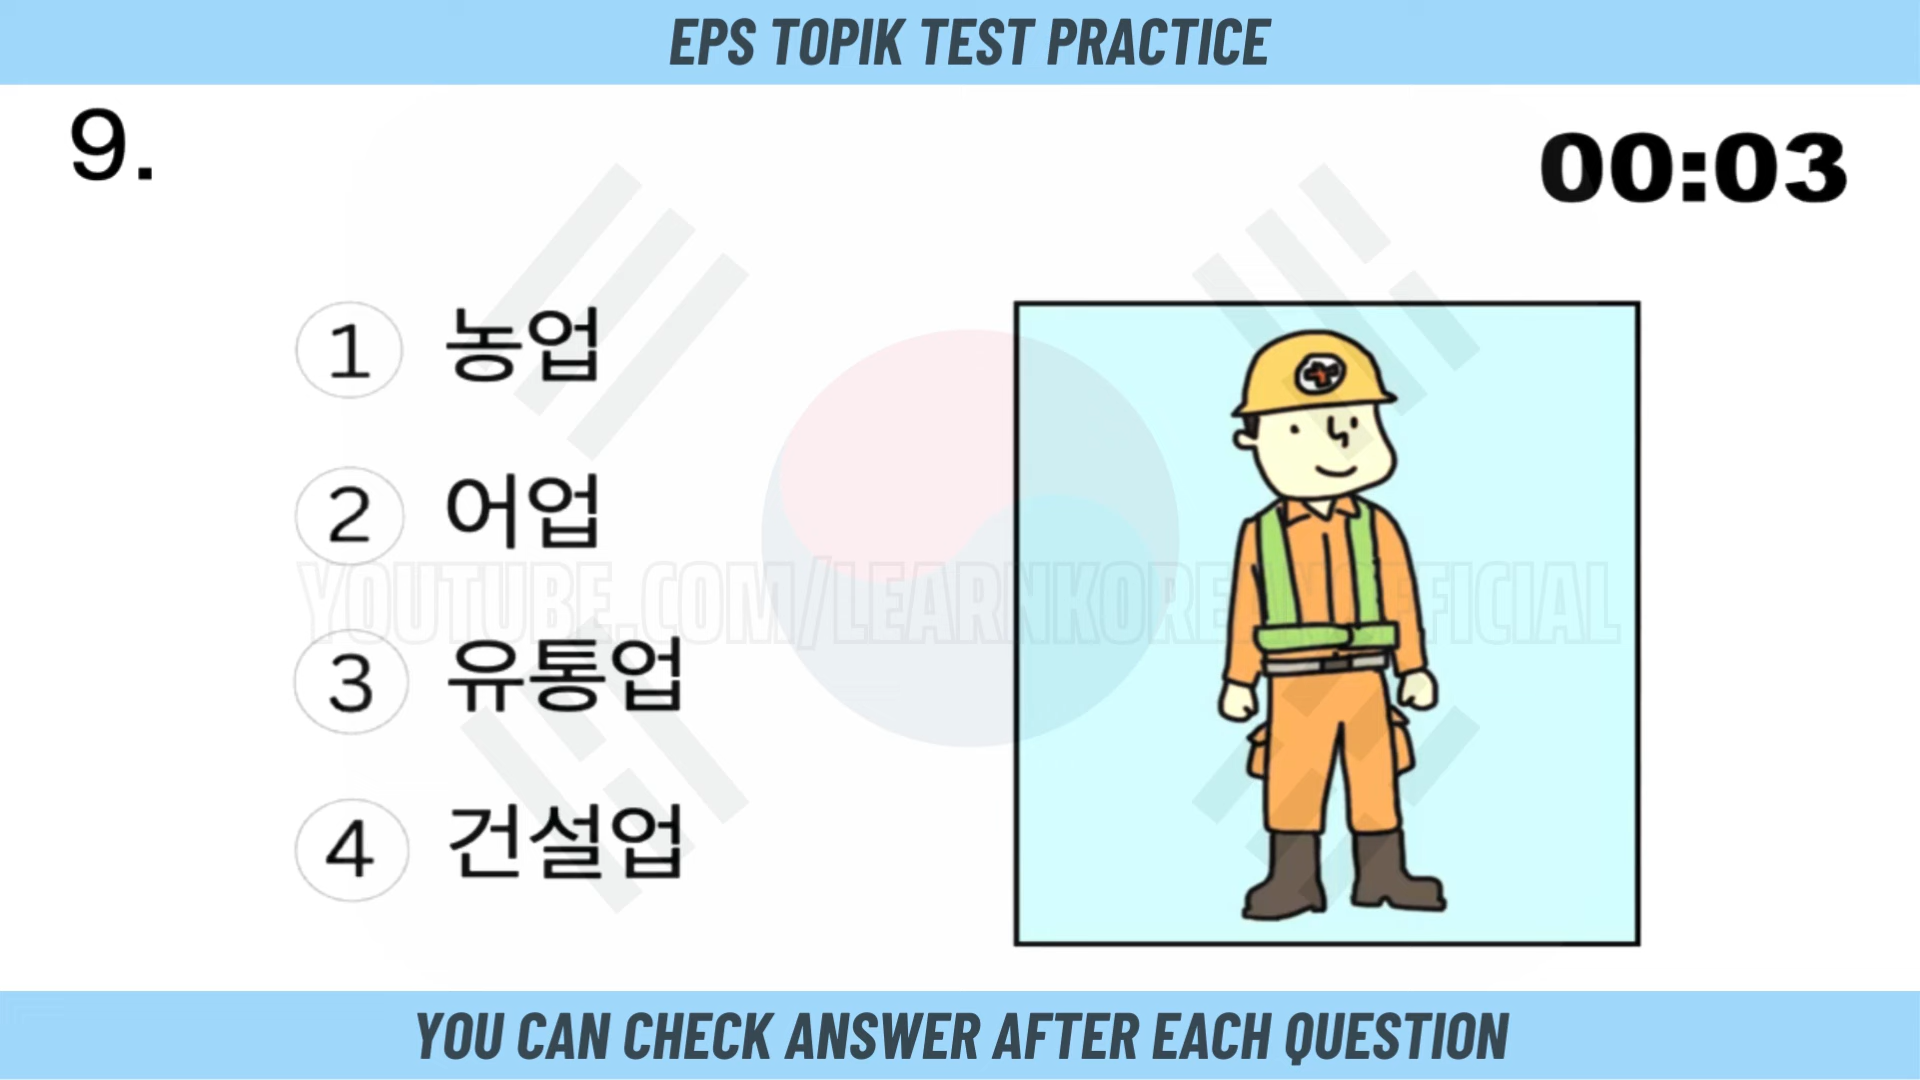 EPS TOPIK TEST PRACTICE
9.
00:03
1 농업
2 어업
3 유통업
4 건설업
YOUTUBE.COM/LEARNKOREANOFFICIAL
YOU CAN CHECK ANSWER AFTER EACH QUESTION